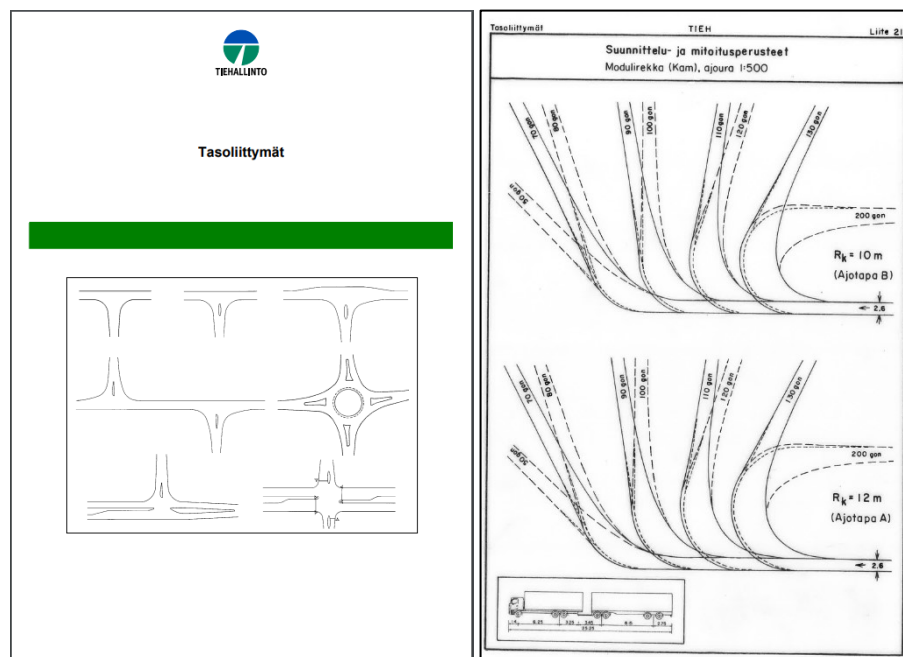 TIEHALLINTO
Tasoliittymät
Tasoliittymät TIEH Liite 21
Suunnittelu- ja mitoitusperusteet
Modulirekka (Kam), ajoura 1:500
70 gon
80 gon
90 gon
100 gon
110 gon
120 gon
130 gon
50 gon
200 gon
Rk = 10 m
(Ajotapa B)
2,6
70 gon
80 gon
90 gon
100 gon
110 gon
120 gon
130 gon
50 gon
200 gon
Rk = 12 m
(Ajotapa A)
2,6